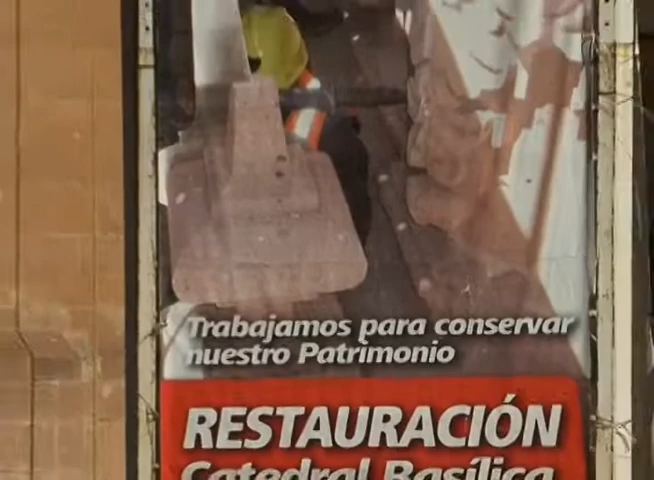 Trabajamos para conservar
nuestro Patrimonio
RESTAURACIÓN
Catedral Basílica